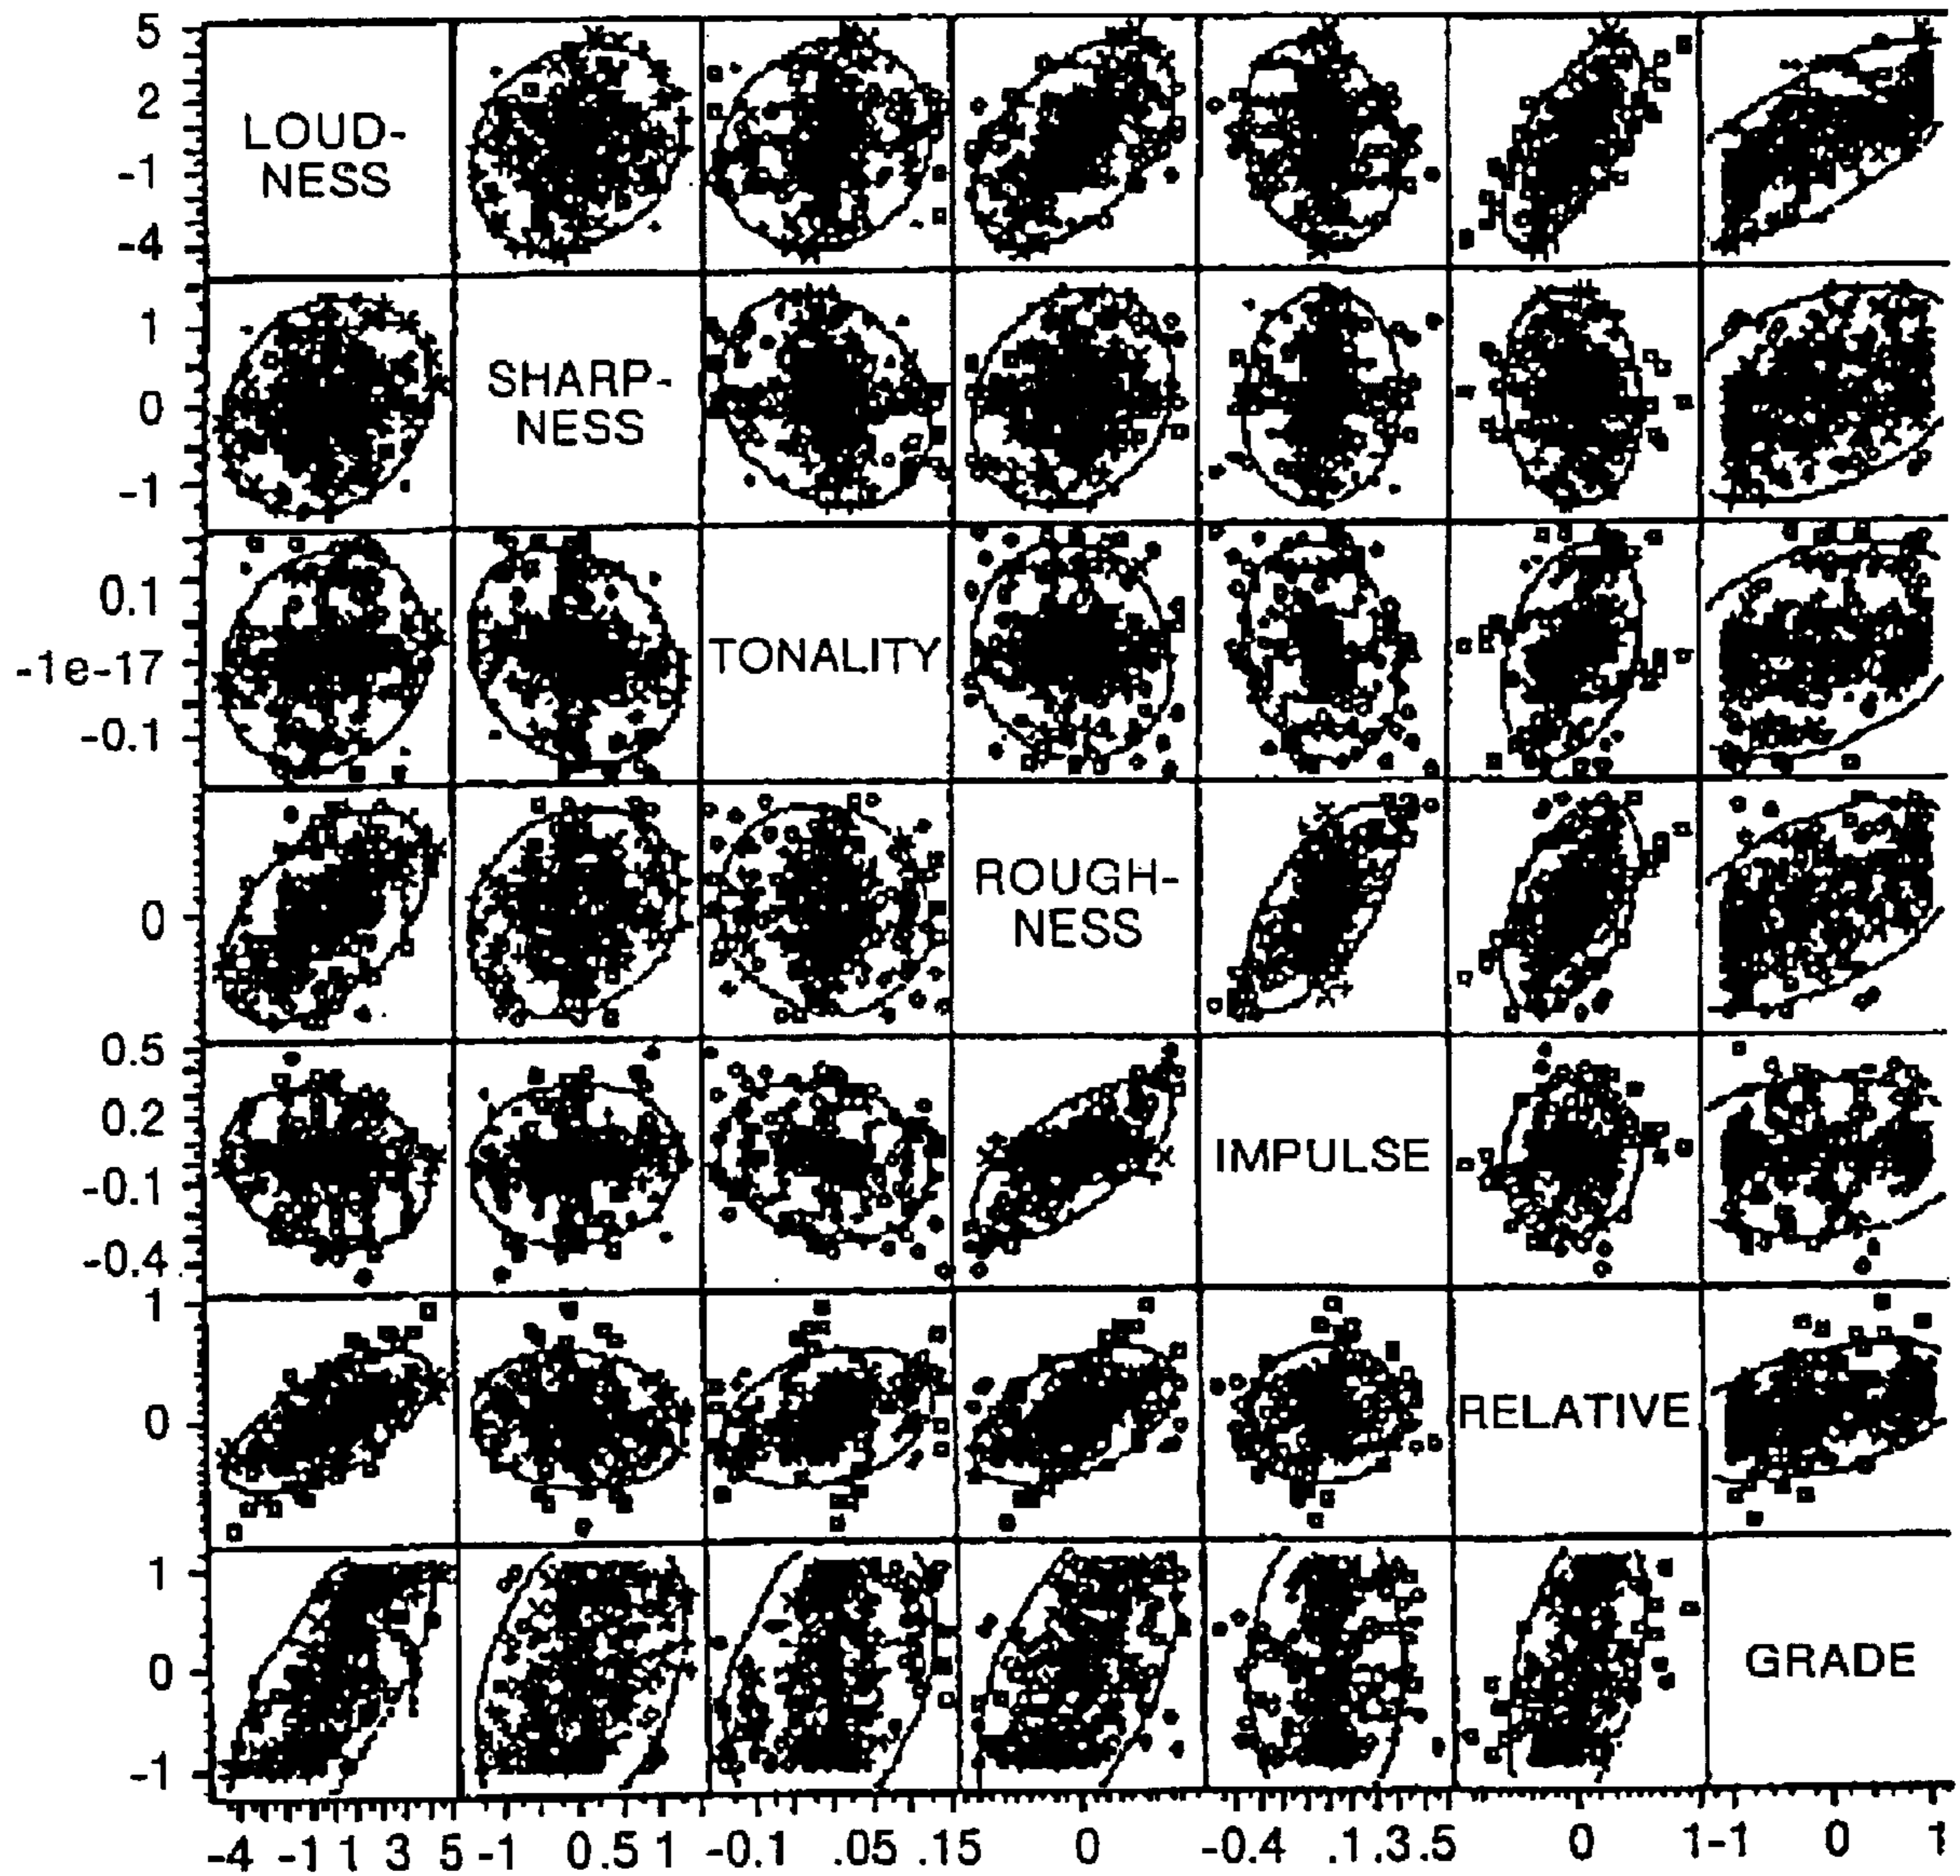 5
2
-1
-4
LOUD-
NESS
1
0
-1
SHARP-
NESS
0.1
-1e-17
-0.1
TONALITY
0
ROUGH-
NESS
0.5
0.2
-0.1
-0.4
IMPULSE
1
0
RELATIVE
1
0
-1
GRADE
-4 -1 1 3 5 -1 0.5 1 -0.1 .05 .15 0 -0.4 .1.3.5 0 1 -1 0 1